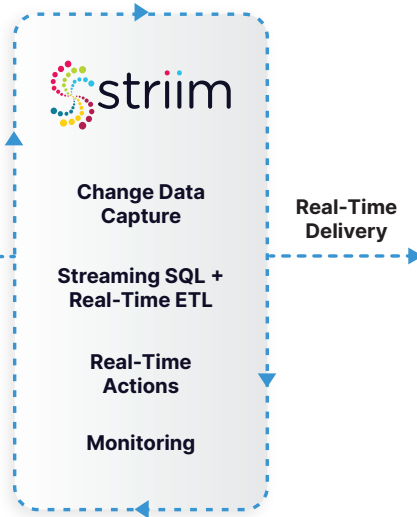 striim
Change Data
Capture
Streaming SQL +
Real-Time ETL
Real-Time
Actions
Monitoring
Real-Time
Delivery